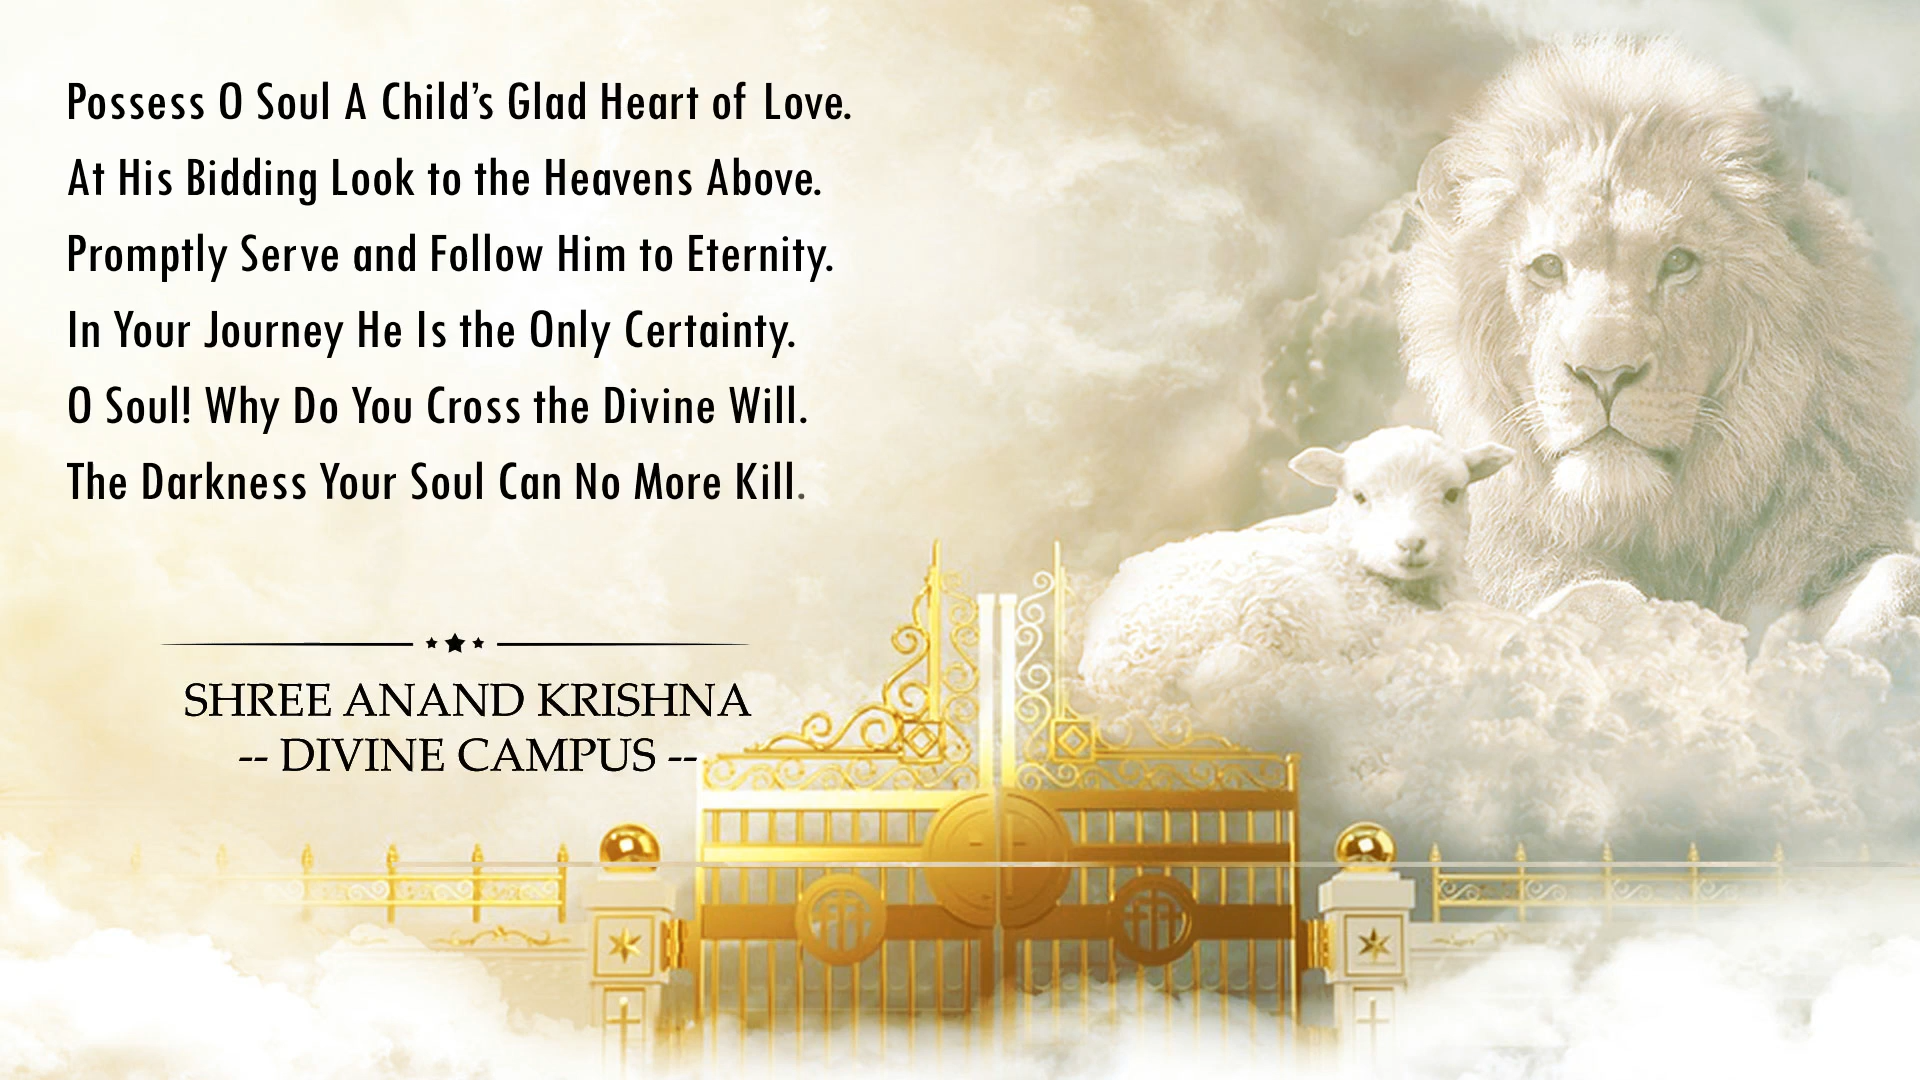 Possess O Soul A Child’s Glad Heart of Love.
At His Bidding Look to the Heavens Above.
Promptly Serve and Follow Him to Eternity.
In Your Journey He Is the Only Certainty.
O Soul! Why Do You Cross the Divine Will.
The Darkness Your Soul Can No More Kill.
SHREE ANAND KRISHNA
-- DIVINE CAMPUS --